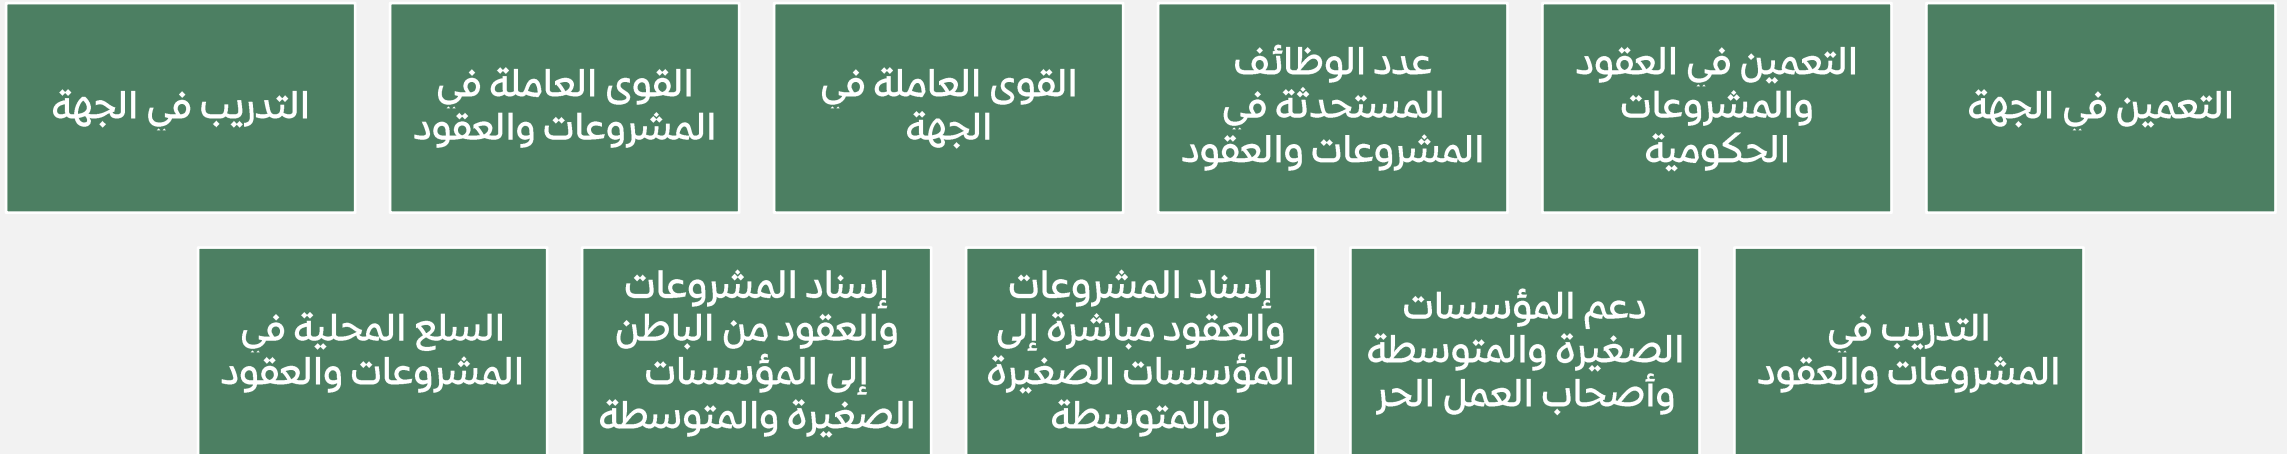 التعمين في الجهة
التعمين في العقود
والمشروعات
الحكومية
عدد الوظائف
المستحدثة في
المشروعات والعقود
القوى العاملة في
الجهة
القوى العاملة في
المشروعات والعقود
التدريب في الجهة
التدريب في
المشروعات والعقود
دعم المؤسسات
الصغيرة والمتوسطة
وأصحاب العمل الحر
إسناد المشروعات
والعقود مباشرة إلى
المؤسسات الصغيرة
والمتوسطة
إسناد المشروعات
والعقود من الباطن
إلى المؤسسات
الصغيرة والمتوسطة
السلع المحلية في
المشروعات والعقود